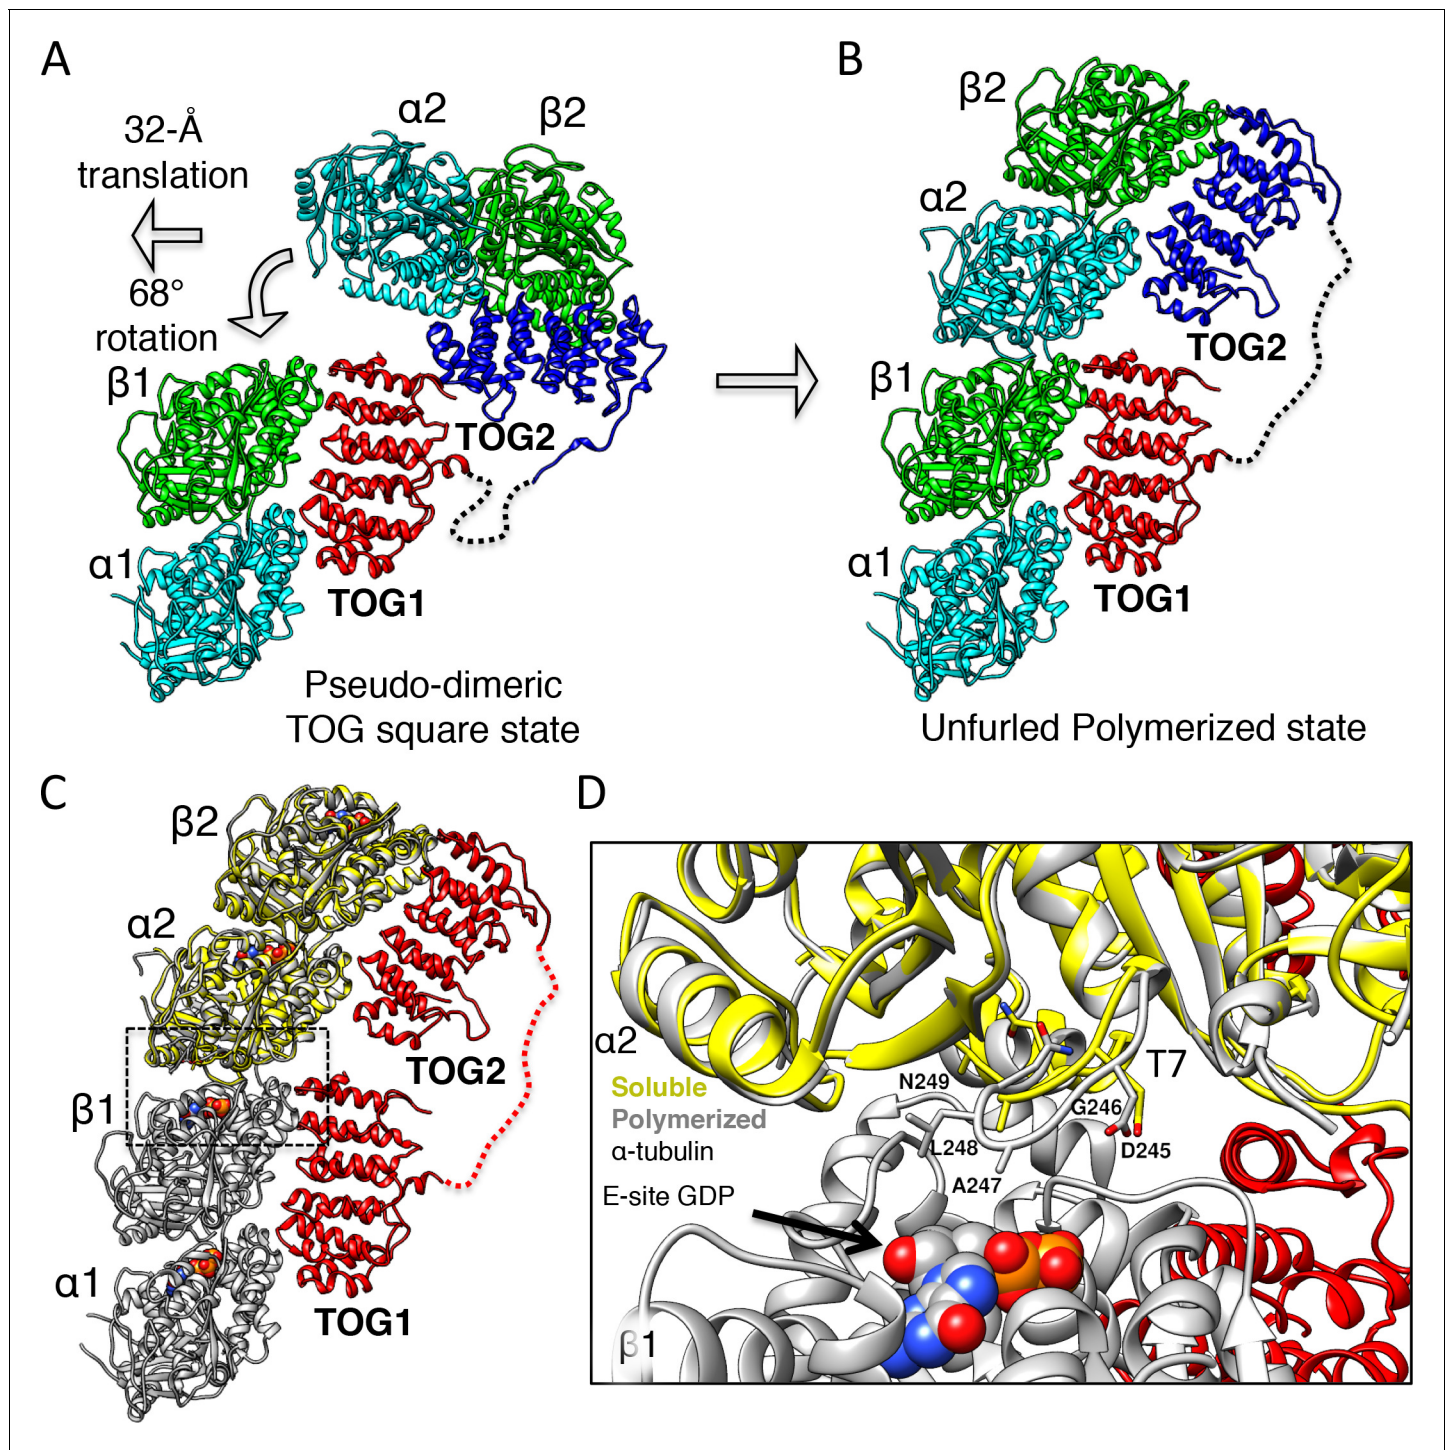 A
32-Å
translation
68°
rotation
α2
β2
β1
TOG2
α1
TOG1
Pseudo-dimeric
TOG square state
B
β2
α2
TOG2
β1
α1
TOG1
Unfurled Polymerized state
C
β2
α2
TOG2
β1
α1
TOG1
D
α2
Soluble
Polymerized
α-tubulin
E-site GDP
N249
T7
G246
L248
D245
A247
β1